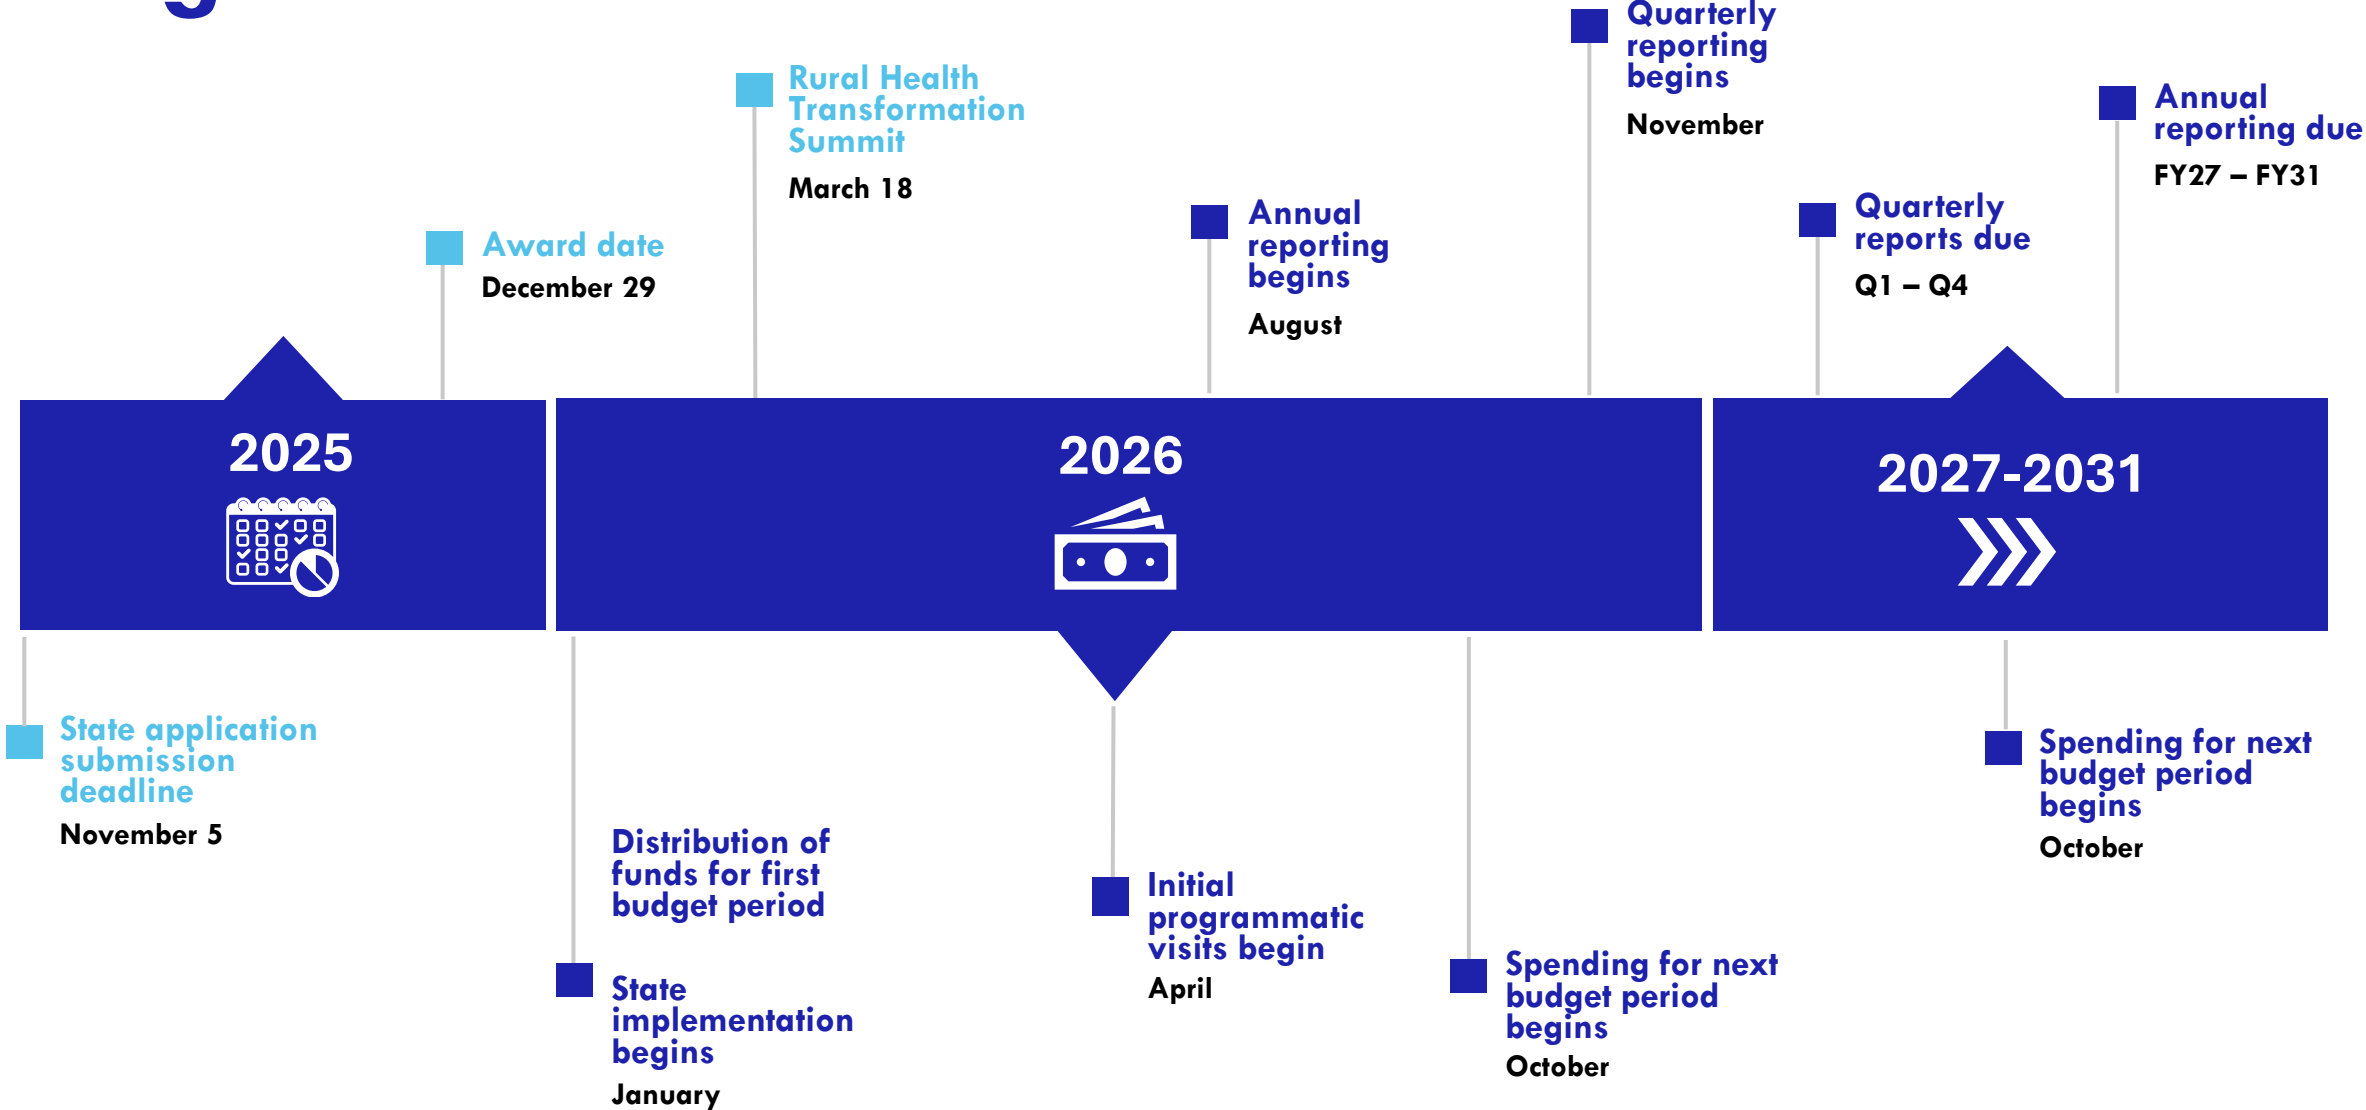 Quarterly
reporting
begins
November
Rural Health
Transformation
Summit
March 18
Annual
reporting due
FY27 – FY31
Award date
December 29
Annual
reporting
begins
August
Quarterly
reports due
Q1 – Q4
2025
2026
2027-2031
State application
submission
deadline
November 5
Distribution of
funds for first
budget period
State
implementation
begins
January
Initial
programmatic
visits begin
April
Spending for next
budget period
begins
October
Spending for next
budget period
begins
October